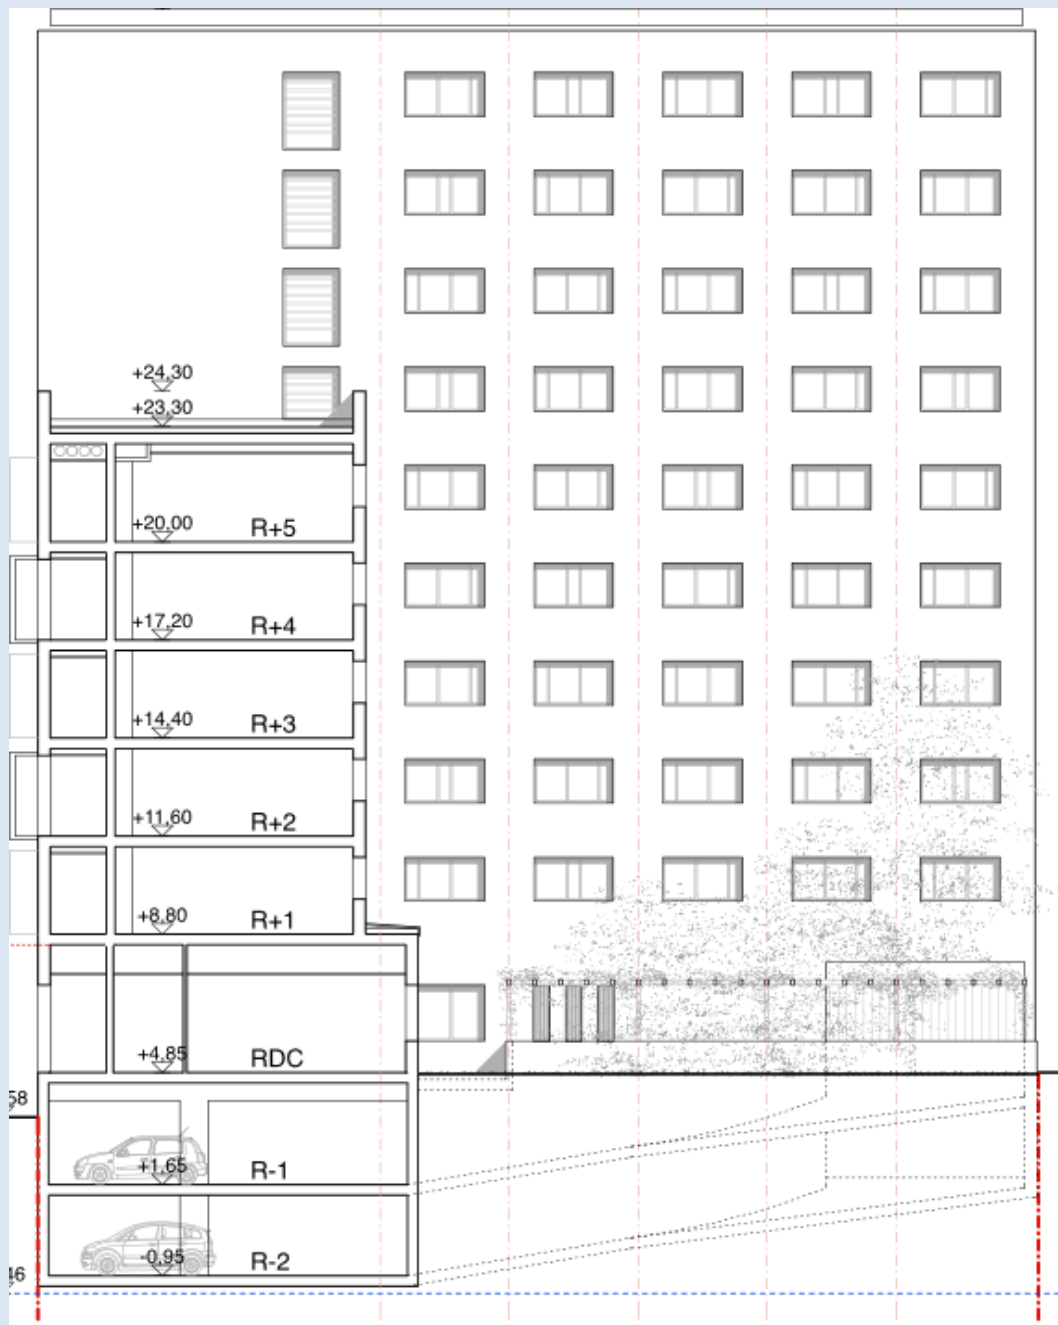 +24,30
+23,30
+20,00 R+5
+17,20 R+4
+14,40 R+3
+11,60 R+2
+8,80 R+1
+4,85 RDC
58
+1,65 R-1
-0,95 R-2
46